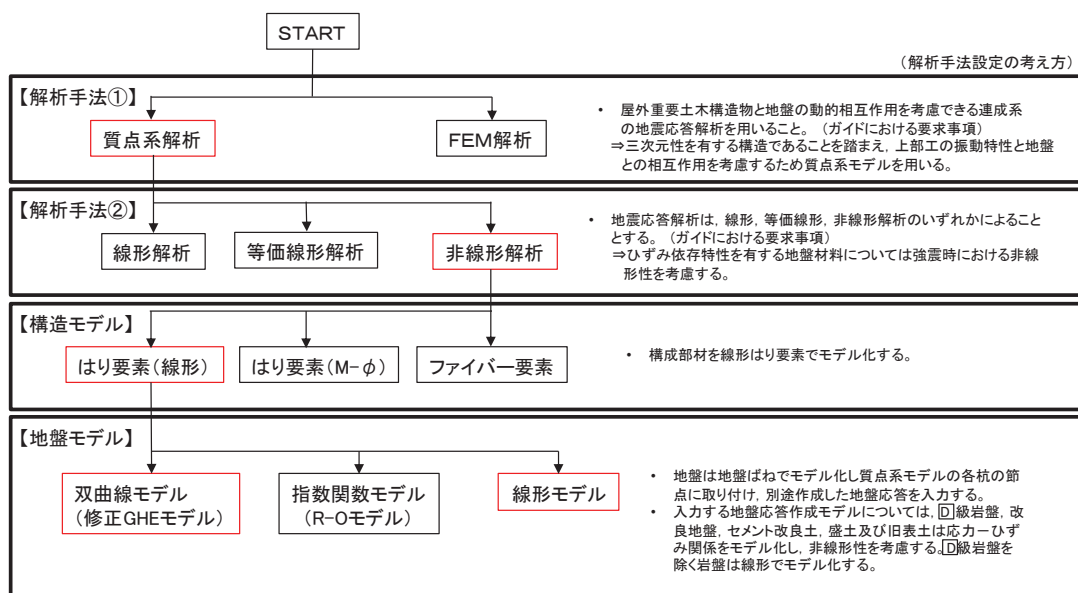 START
（解析手法設定の考え方）
【解析手法①】
質点系解析
FEM解析
・ 屋外重要土木構造物と地盤の動的相互作用を考慮できる連成系
の地震応答解析を用いること。（ガイドにおける要求事項）
⇒三次元性を有する構造であることを踏まえ，上部工の振動特性と地盤
との相互作用を考慮するため質点系モデルを用いる。
【解析手法②】
線形解析
等価線形解析
非線形解析
・ 地震応答解析は，線形，等価線形，非線形解析のいずれかによること
とする。（ガイドにおける要求事項）
⇒ひずみ依存特性を有する地盤材料については強震時における非線
形性を考慮する。
【構造モデル】
はり要素（線形）
はり要素（M-φ）
ファイバー要素
・ 構成部材を線形はり要素でモデル化する。
【地盤モデル】
双曲線モデル
（修正GHEモデル）
指数関数モデル
（R-Oモデル）
線形モデル
・ 地盤は地盤ばねでモデル化し質点系モデルの各杭の節
点に取り付け，別途作成した地盤応答を入力する。
・ 入力する地盤応答作成モデルについては，D級岩盤，改
良地盤，セメント改良土，盛土及び旧表土は応力ーひず
み関係をモデル化し，非線形性を考慮する。D級岩盤を
除く岩盤は線形でモデル化する。